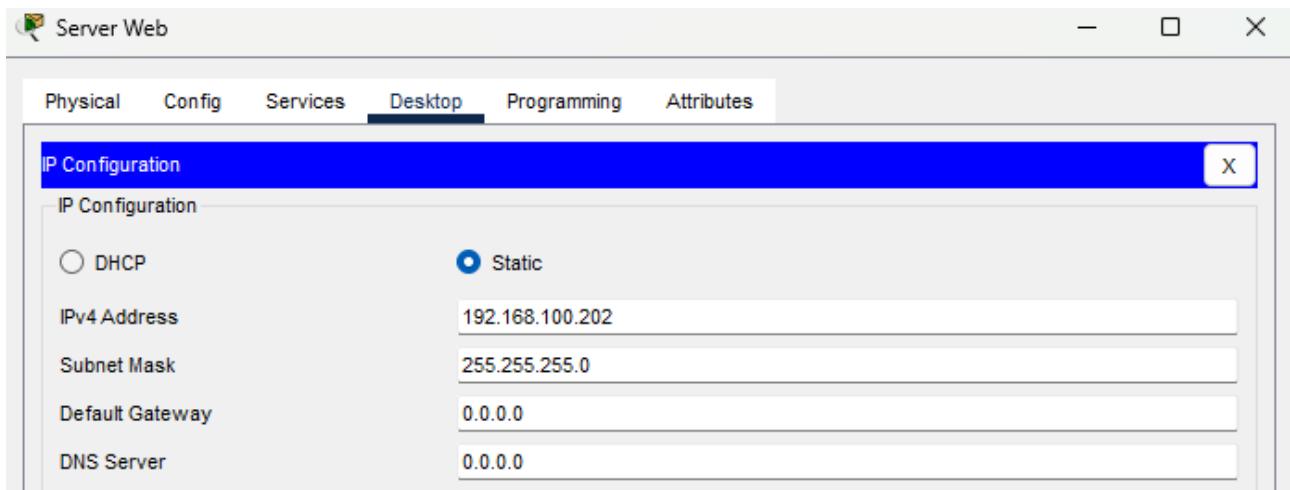 Server Web
Physical Config Services Desktop Programming Attributes
IP Configuration X
IP Configuration
DHCP Static
IPv4 Address 192.168.100.202
Subnet Mask 255.255.255.0
Default Gateway 0.0.0.0
DNS Server 0.0.0.0